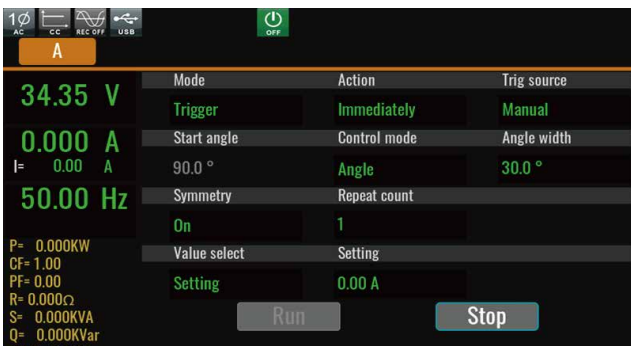 1Ø AC CC REC OFF USB OFF
A
34.35 V
0.000 A
I= 0.00 A
50.00 Hz
P= 0.000KW
CF= 1.00
PF= 0.00
R= 0.000Ω
S= 0.000KVA
Q= 0.000KVar
Mode Action Trig source
Trigger Immediately Manual
Start angle Control mode Angle width
90.0 ° Angle 30.0 °
Symmetry Repeat count
On 1
Value select Setting
Setting 0.00 A
Run Stop